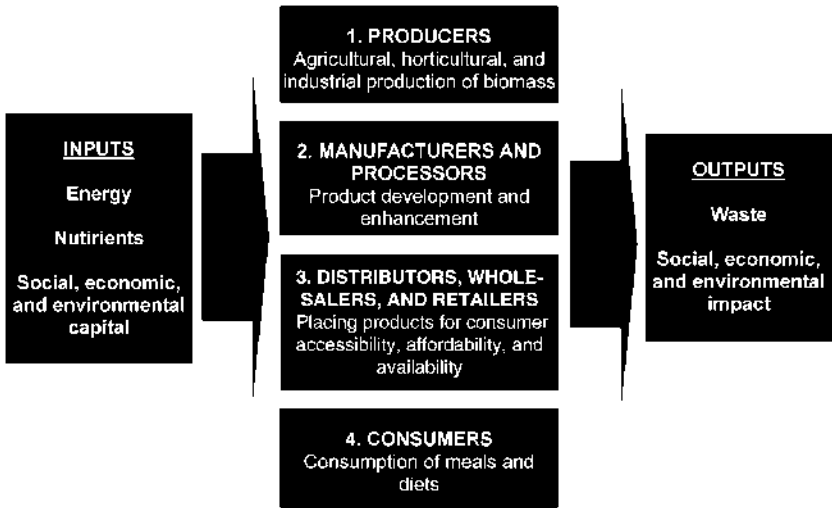 INPUTS
Energy
Nutirients
Social, economic,
and environmental
capital
1. PRODUCERS
Agricultural, horticultural, and
industrial production of biomass
2. MANUFACTURERS AND
PROCESSORS
Product development and
enhancement
3. DISTRIBUTORS, WHOLE-
SALERS, AND RETAILERS
Placing products for consumer
accessibility, affordability, and
availability
4. CONSUMERS
Consumption of meals and
diets
OUTPUTS
Waste
Social, economic,
and environmental
impact